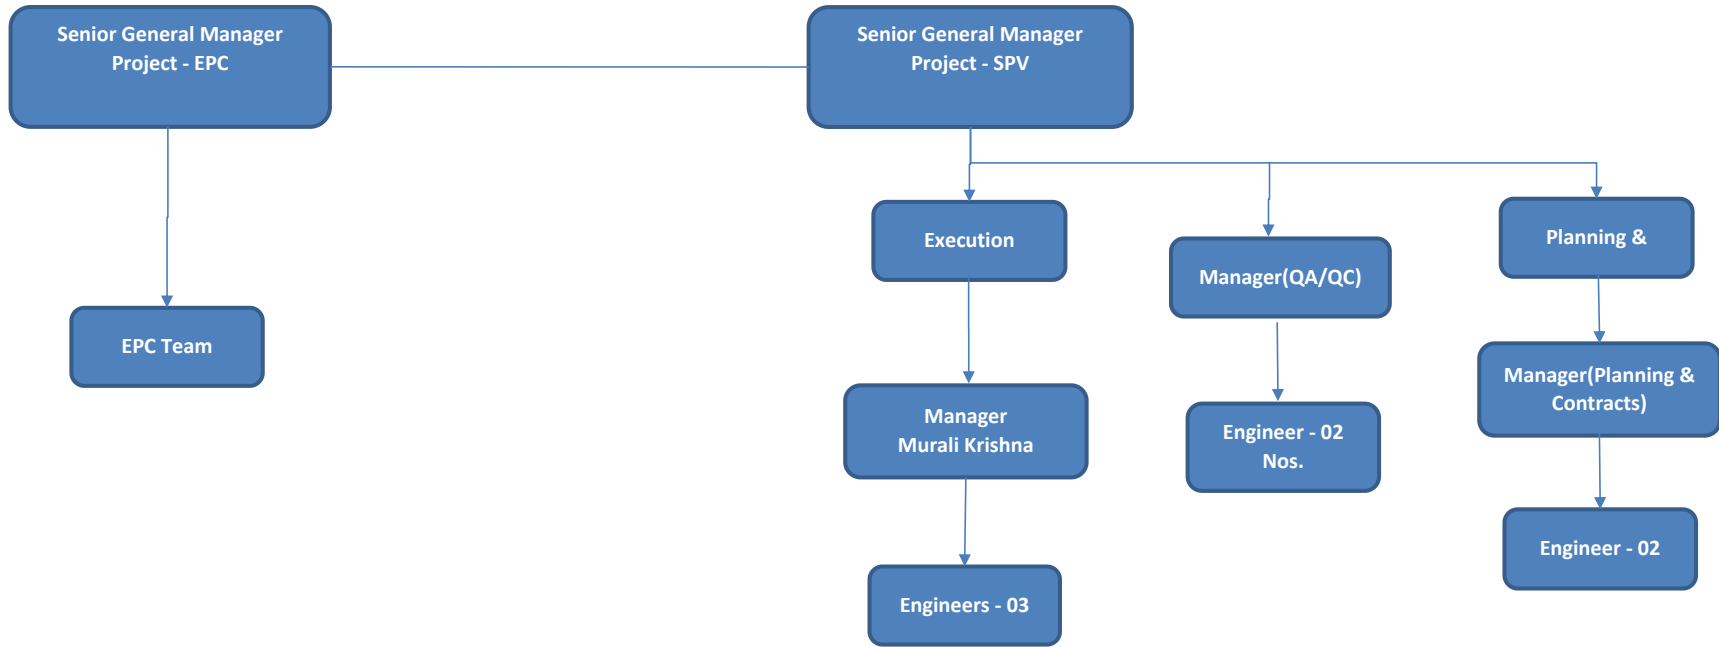 Senior General Manager
Project - EPC
Senior General Manager
Project - SPV
Execution
Manager(QA/QC)
Planning &
EPC Team
Manager
Murali Krishna
Engineer - 02
Nos.
Manager(Planning &
Contracts)
Engineers - 03
Engineer - 02